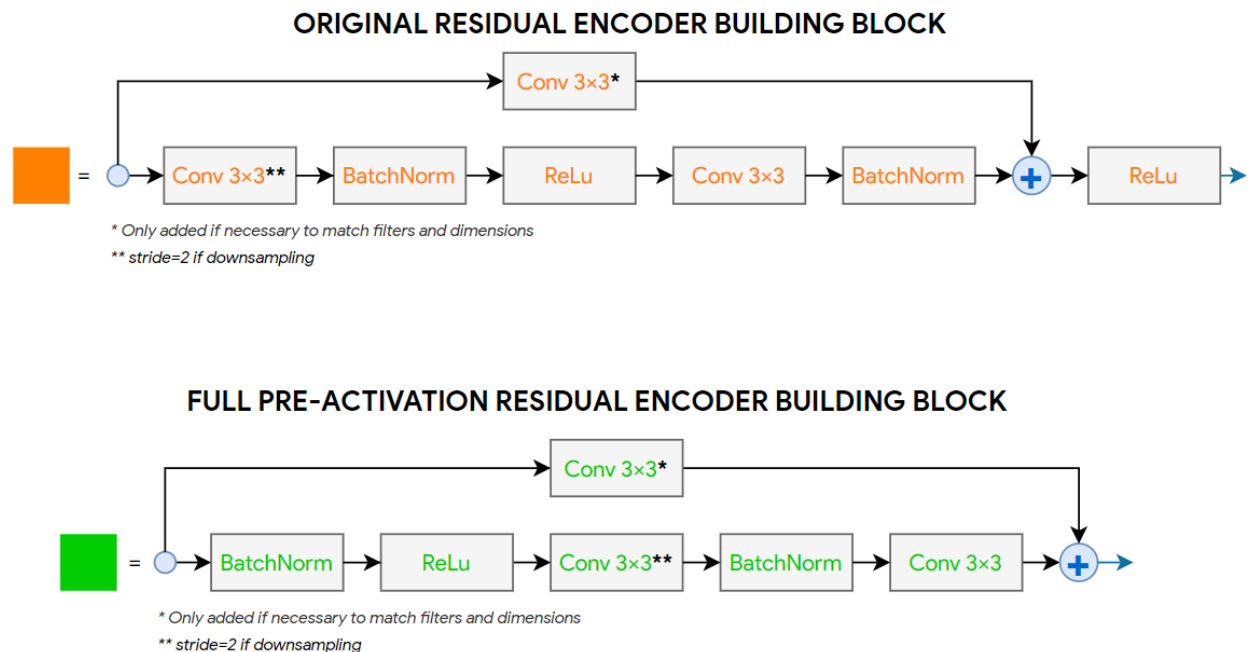 ORIGINAL RESIDUAL ENCODER BUILDING BLOCK
Conv 3×3*
= Conv 3×3** BatchNorm ReLu Conv 3×3 BatchNorm + ReLu
* Only added if necessary to match filters and dimensions
** stride=2 if downsampling
FULL PRE-ACTIVATION RESIDUAL ENCODER BUILDING BLOCK
Conv 3×3*
= BatchNorm ReLu Conv 3×3** BatchNorm Conv 3×3 +
* Only added if necessary to match filters and dimensions
** stride=2 if downsampling